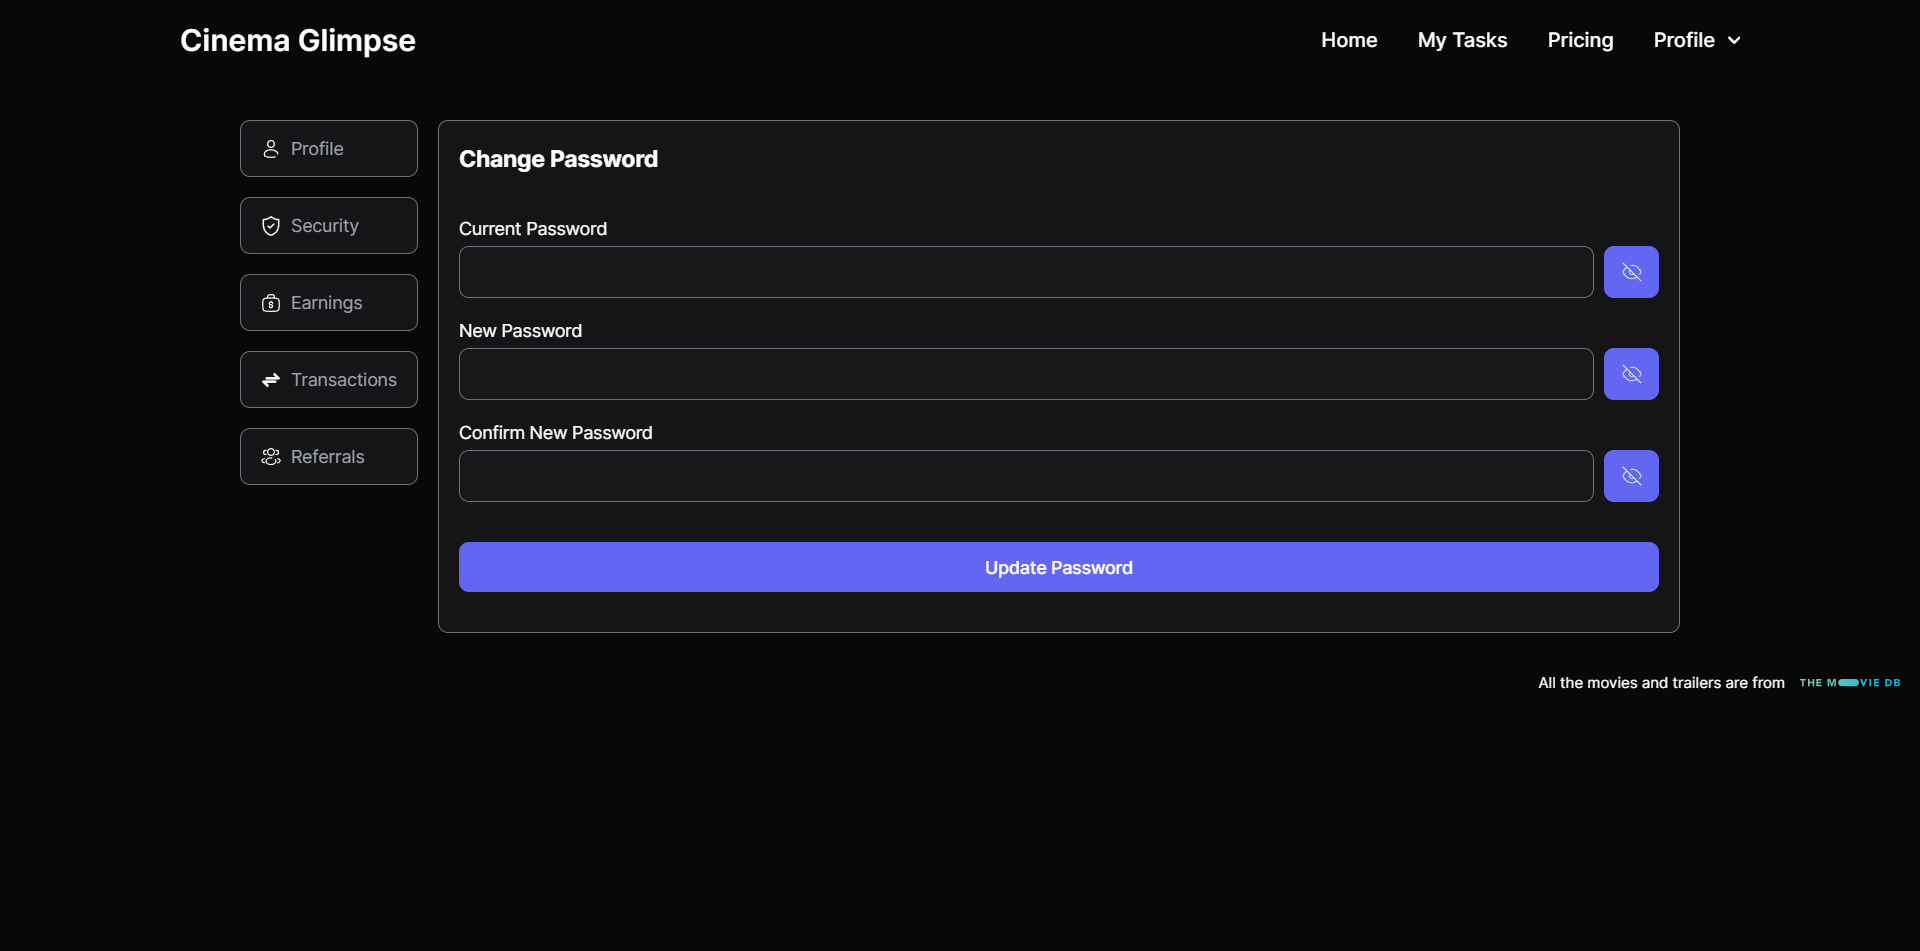 Cinema Glimpse
Home
My Tasks
Pricing
Profile
Profile
Security
Earnings
Transactions
Referrals
Change Password
Current Password
New Password
Confirm New Password
Update Password
All the movies and trailers are from
THE M VIE DB